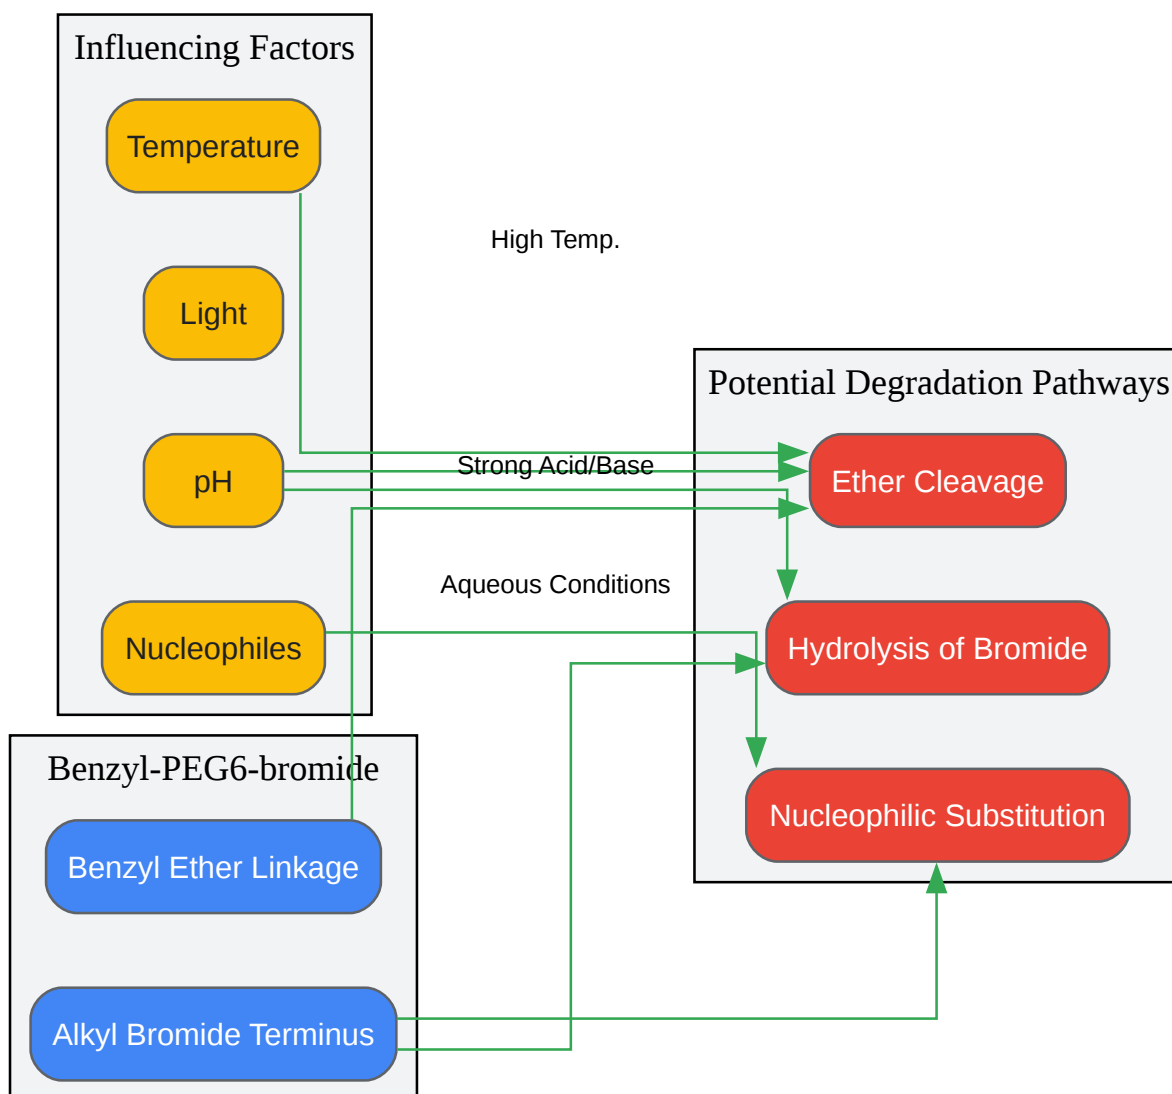 Influencing Factors
Temperature
High Temp.
Light
Potential Degradation Pathways
Strong Acid/Base
pH
Ether Cleavage
Aqueous Conditions
Nucleophiles
Hydrolysis of Bromide
Benzyl-PEG6-bromide
Nucleophilic Substitution
Benzyl Ether Linkage
Alkyl Bromide Terminus